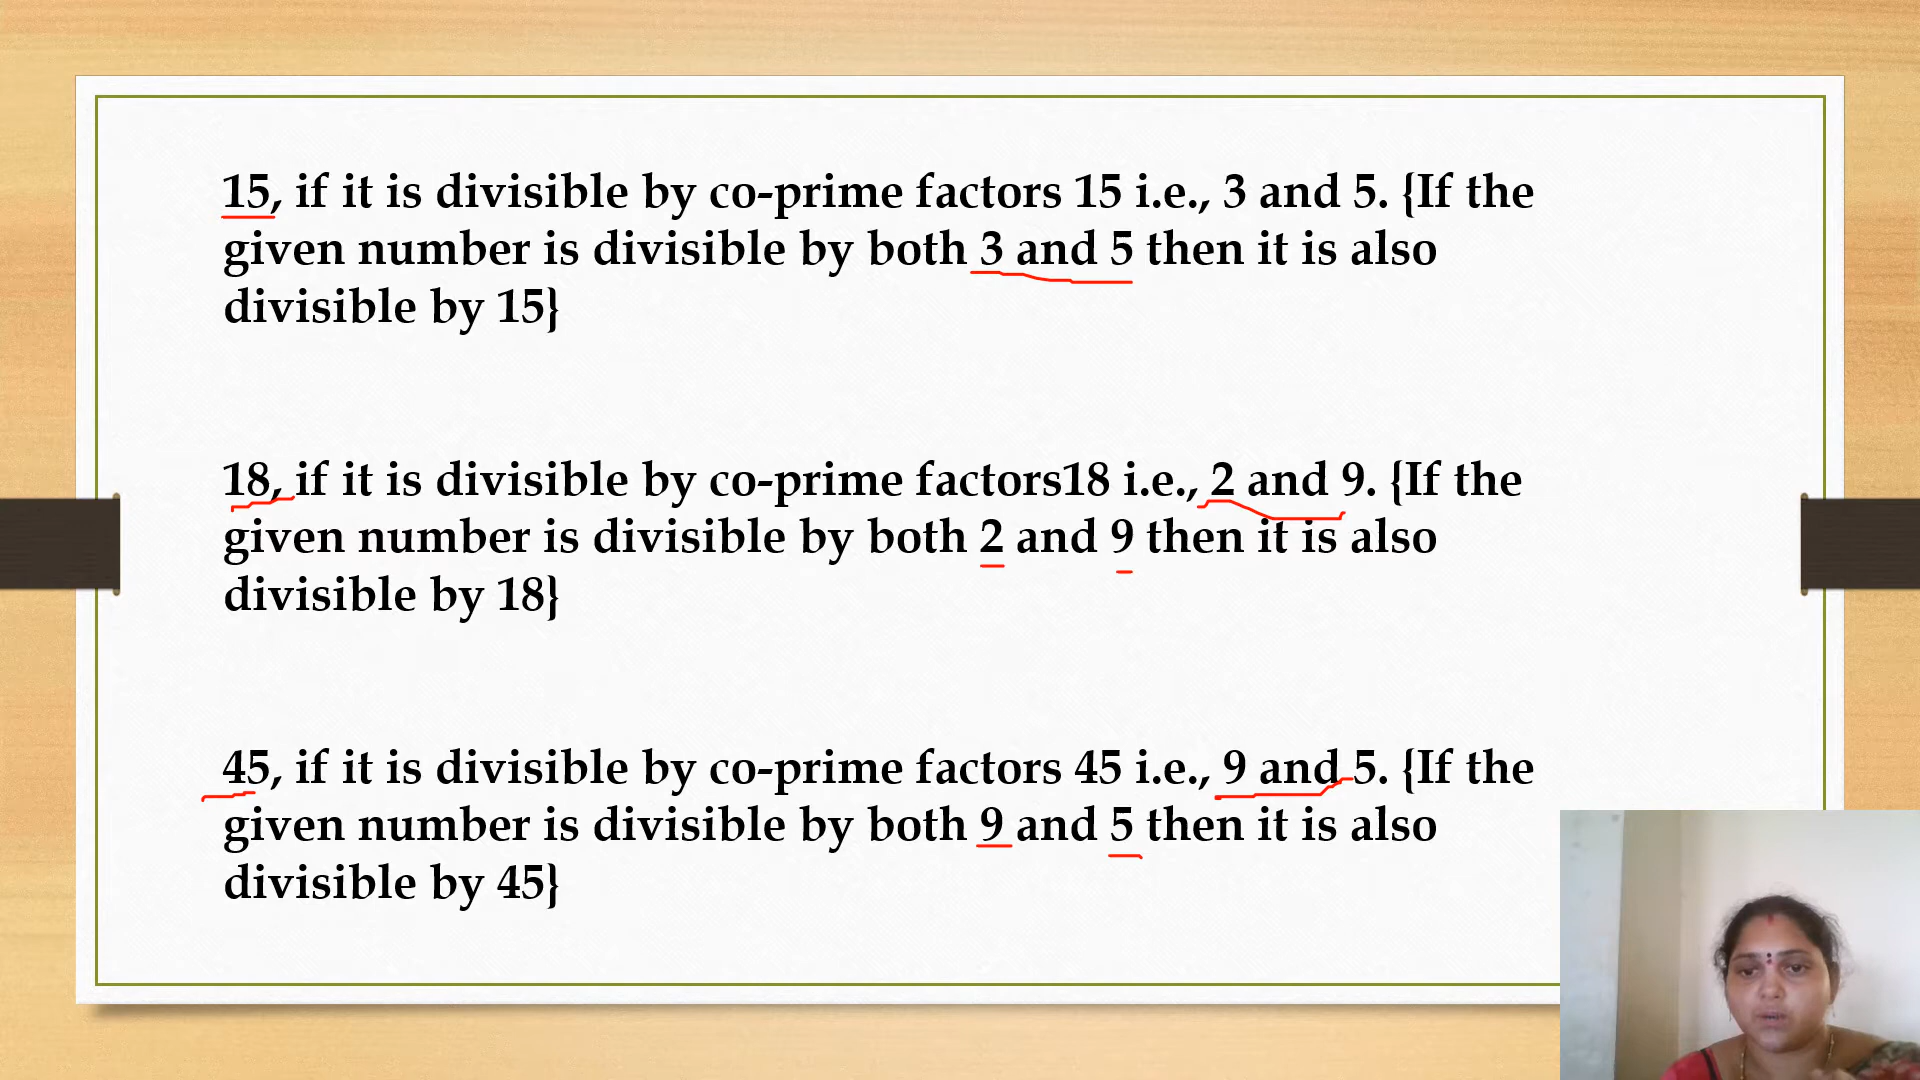 15, if it is divisible by co-prime factors 15 i.e., 3 and 5. {If the
given number is divisible by both 3 and 5 then it is also
divisible by 15}
18, if it is divisible by co-prime factors18 i.e., 2 and 9. {If the
given number is divisible by both 2 and 9 then it is also
divisible by 18}
45, if it is divisible by co-prime factors 45 i.e., 9 and 5. {If the
given number is divisible by both 9 and 5 then it is also
divisible by 45}